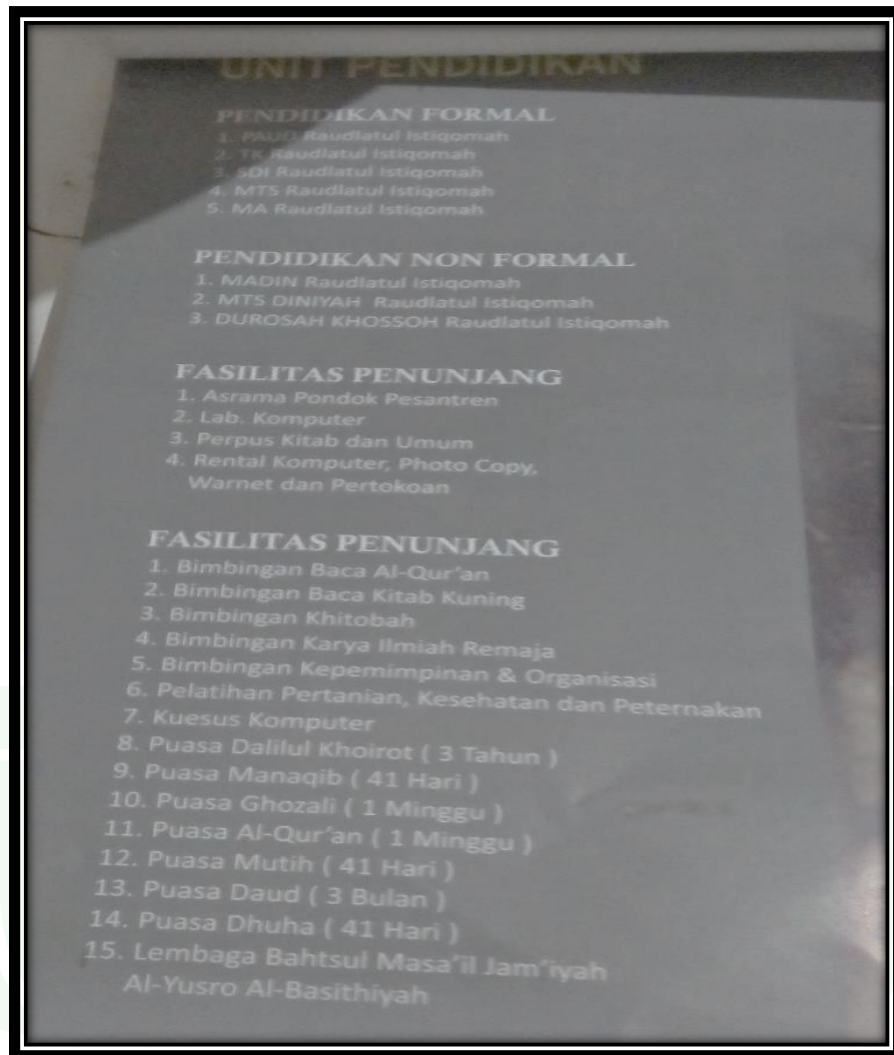 UNIT PENDIDIKAN
PENDIDIKAN FORMAL
1. PAUD Raudlatul Istiqomah
2. TK Raudlatul Istiqomah
3. SDI Raudlatul Istiqomah
4. MTS Raudlatul Istiqomah
5. MA Raudlatul Istiqomah
PENDIDIKAN NON FORMAL
1. MADIN Raudlatul Istiqomah
2. MTS DINIYAH Raudlatul Istiqomah
3. DUROSAH KHOSSOH Raudlatul Istiqomah
FASILITAS PENUNJANG
1. Asrama Pondok Pesantren
2. Lab. Komputer
3. Perpus Kitab dan Umum
4. Rental Komputer, Photo Copy,
Warnet dan Pertokoan
FASILITAS PENUNJANG
1. Bimbingan Baca Al-Qur'an
2. Bimbingan Baca Kitab Kuning
3. Bimbingan Khitobah
4. Bimbingan Karya Ilmiah Remaja
5. Bimbingan Kepemimpinan & Organisasi
6. Pelatihan Pertanian, Kesehatan dan Peternakan
7. Kuesus Komputer
8. Puasa Dalilul Khoirot ( 3 Tahun )
9. Puasa Manaqib ( 41 Hari )
10. Puasa Ghozali ( 1 Minggu )
11. Puasa Al-Qur'an ( 1 Minggu )
12. Puasa Mutih ( 41 Hari )
13. Puasa Daud ( 3 Bulan )
14. Puasa Dhuha ( 41 Hari )
15. Lembaga Bahtsul Masa'il Jam'iyah
Al-Yusro Al-Basithiyah